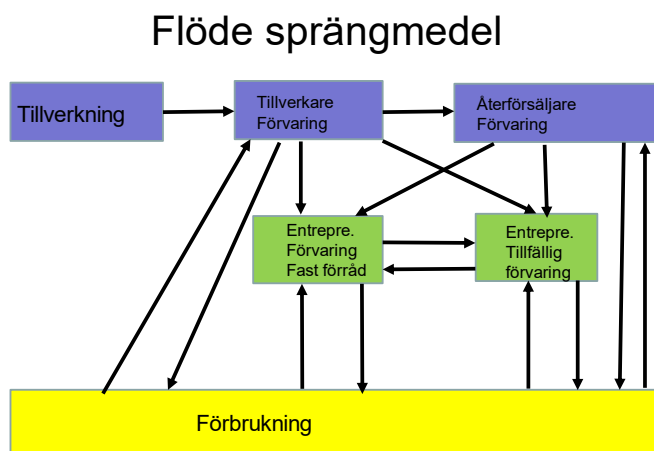 Flöde sprängmedel
Tillverkning
Tillverkare
Förvaring
Återförsäljare
Förvaring
Entrepre.
Förvaring
Fast förråd
Entrepre.
Tillfällig
förvaring
Förbrukning